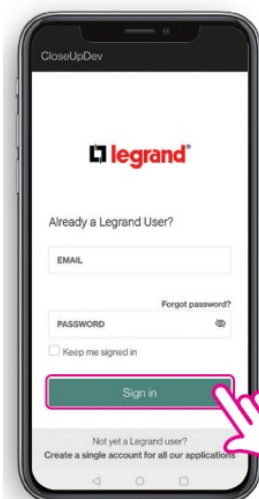 CloseUpDev
legrand®
Already a Legrand User?
EMAIL
Forgot password?
PASSWORD
Keep me signed in
Sign in
Not yet a Legrand user?
Create a single account for all our applications